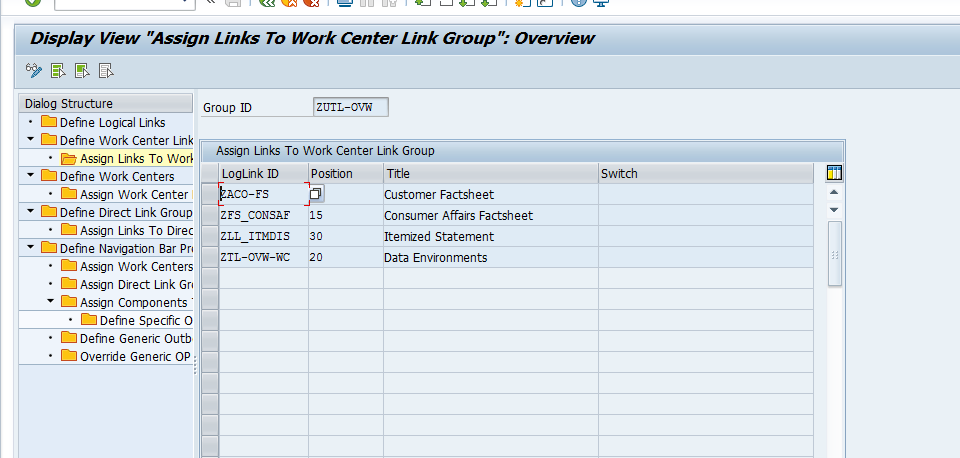 Display View "Assign Links To Work Center Link Group": Overview
Dialog Structure
Define Logical Links
Define Work Center Link
Assign Links To Work
Define Work Centers
Assign Work Center
Define Direct Link Group
Assign Links To Direc
Define Navigation Bar Pr
Assign Work Centers
Assign Direct Link Gr
Assign Components
Define Specific O
Define Generic Outb
Override Generic OP
Group ID ZUTL-OVW
Assign Links To Work Center Link Group
LogLink ID Position Title Switch
ZACO-FS Customer Factsheet
ZFS_CONSAF 15 Consumer Affairs Factsheet
ZLL_ITMDIS 30 Itemized Statement
ZTL-OVW-WC 20 Data Environments